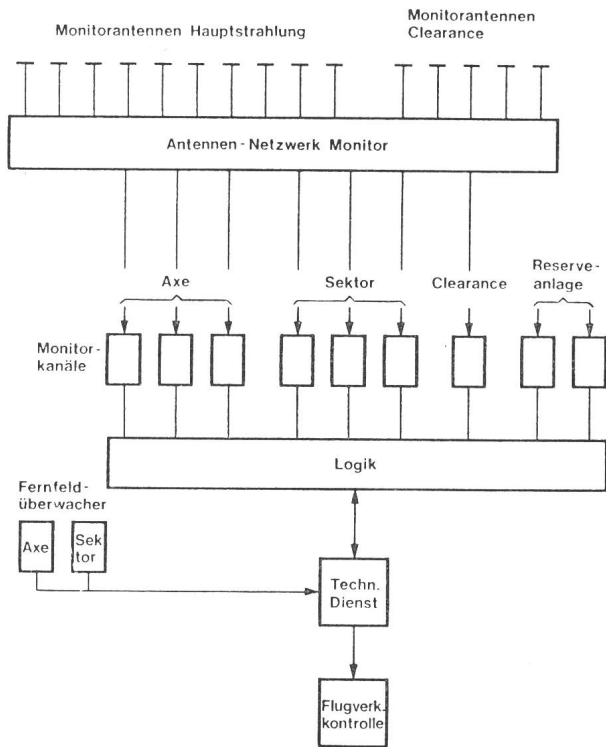 Monitorantennen Hauptstrahlung
Monitorantennen
Clearance
Antennen-Netzwerk Monitor
Axe
Sektor
Clearance
Reserve-
anlage
Monitor-
kanäle
Logik
Fernfeld-
überwacher
Axe
Sek
tor
Techn.
Dienst
Flugverk.
kontrolle